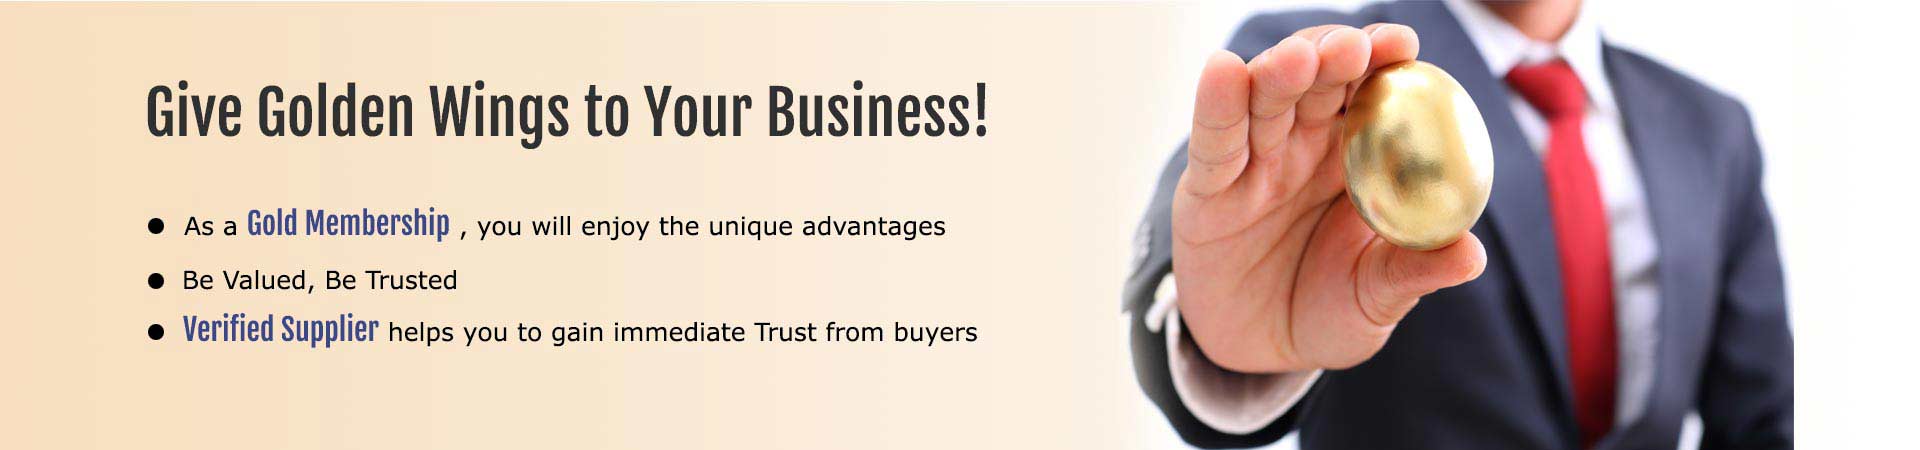 Give Golden Wings to Your Business!
● As a Gold Membership , you will enjoy the unique advantages
● Be Valued, Be Trusted
● Verified Supplier helps you to gain immediate Trust from buyers